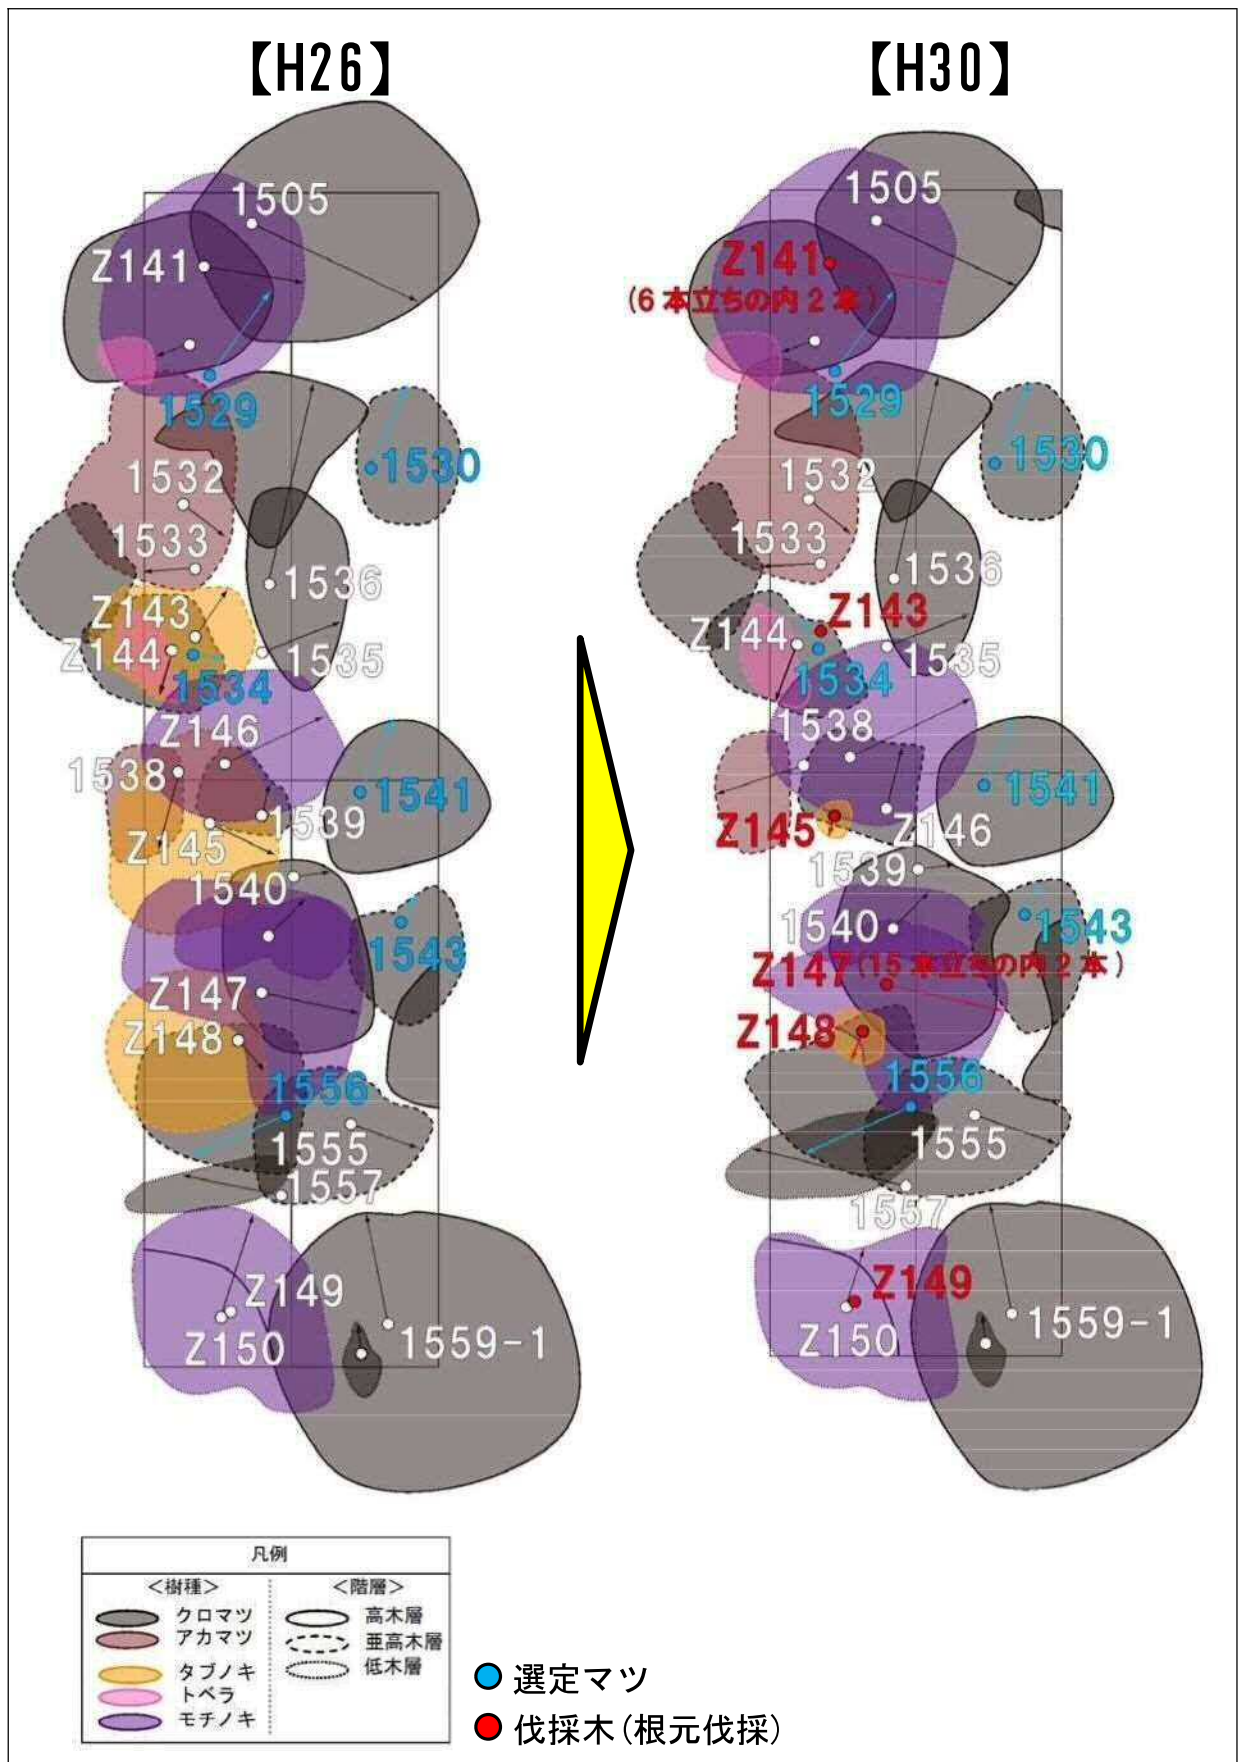 【H26】
【H30】
1505
Z141
1529
1530
1532
1533
1536
Z143
Z144
1535
1534
Z146
1538
1541
1539
Z145
1540
1543
Z147
Z148
1556
1555
1557
Z149
Z150
1559-1
1505
Z141
(6本立ちの内2本)
1529
1530
1532
1533
1536
Z143
Z144
1535
1534
1538
1541
Z145
Z146
1539
1540
1543
Z147(15本立ちの内2本)
Z148
1556
1555
1557
Z149
Z150
1559-1
凡例
<樹種>
<階層>
クロマツ
高木層
アカマツ
亜高木層
タブノキ
低木層
トベラ
モチノキ
選定マツ
伐採木(根元伐採)